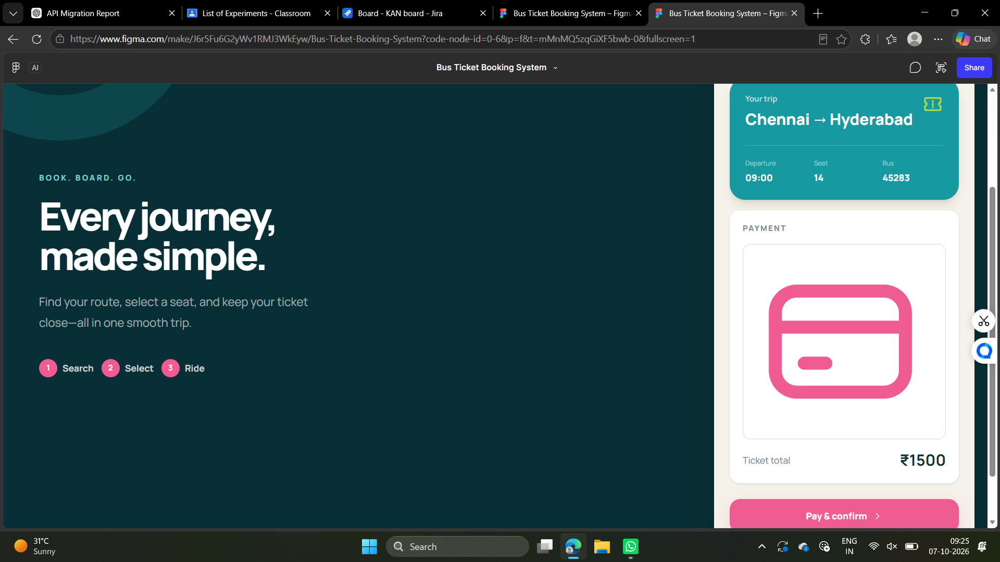 API Migration Report
List of Experiments - Classroom
Board - KAN board - Jira
Bus Ticket Booking System – Figma
Bus Ticket Booking System – Figma
https://www.figma.com/make/J6r5Fu6G2yWv1RMJ3WkEyw/Bus-Ticket-Booking-System?code-node-id=0-6&p=f&t=mMnMQ5zqGiXF5bwb-0&fullscreen=1
Chat
AI
Bus Ticket Booking System
Share
BOOK. BOARD. GO.
Every journey,
made simple.
Find your route, select a seat, and keep your ticket
close—all in one smooth trip.
1 Search 2 Select 3 Ride
Your trip
Chennai → Hyderabad
Departure Seat Bus
09:00 14 45283
PAYMENT
Ticket total ₹1500
Pay & confirm
31°C
Sunny
Search
ENG
IN
09:25
07-10-2026